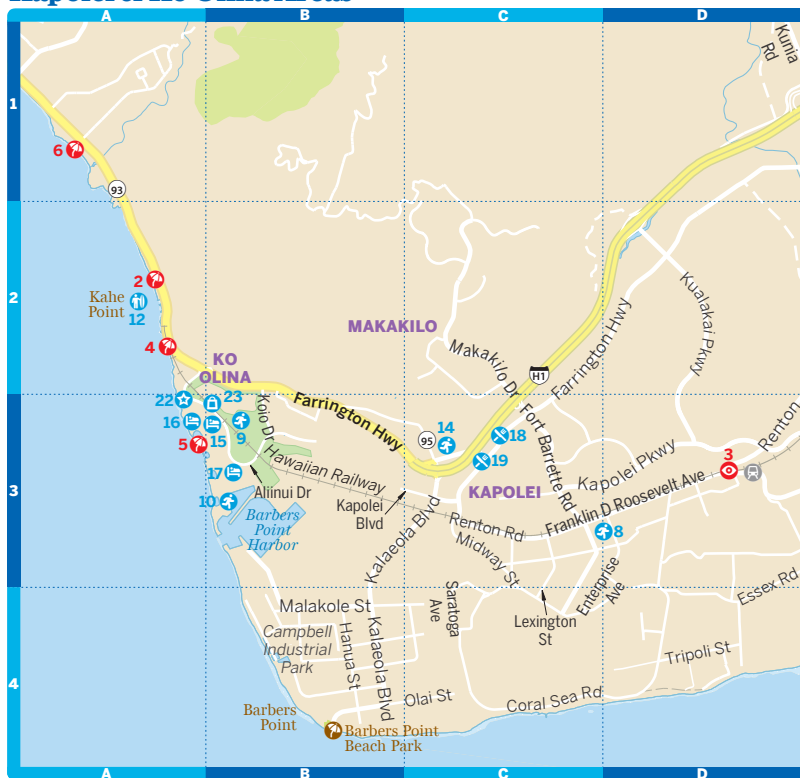 A
B
C
D
Kunia
Rd
1
6
93
2
2
Kahe
Point
12
MAKAKILO
4
KO
OLINA
Makakilo Dr
H1
Farrington Hwy
Kualakai Pkwy
22
23
Koio Dr
Farrington Hwy
95
14
16
15
9
18
Fort Barrette Rd
5
19
Kapolei Pkwy
3
Renton
3
17
Hawaiian Railway
KAPOLEI
Aliinui Dr
Kapolei
Blvd
10
Barbers
Point
Harbor
Renton Rd
Franklin D Roosevelt Ave
8
Kalaeloa Blvd
Midway St
Enterprise
Ave
Essex Rd
Malakole St
Saratoga
Ave
Lexington
St
Campbell
Industrial
Park
Hanua St
Kalaeloa Blvd
Tripoli St
4
Olai St
Coral Sea Rd
Barbers
Point
Barbers Point
Beach Park
A
B
C
D